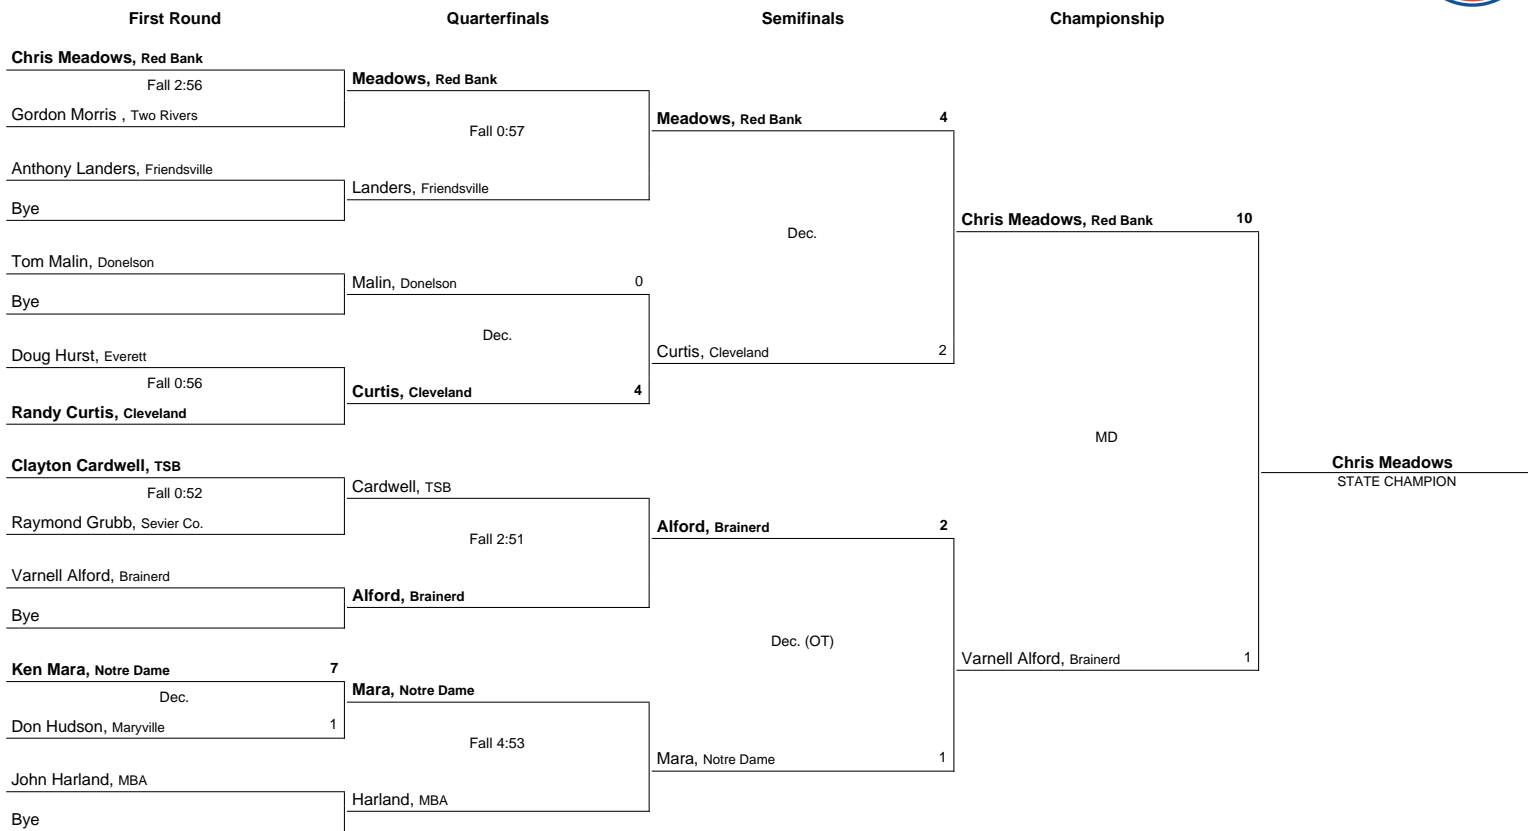 First Round Quarterfinals Semifinals Championship
Chris Meadows, Red Bank
Fall 2:56
Gordon Morris , Two Rivers
Anthony Landers, Friendsville
Bye
Tom Malin, Donelson
Bye
Doug Hurst, Everett
Fall 0:56
Randy Curtis, Cleveland
Clayton Cardwell, TSB
Fall 0:52
Raymond Grubb, Sevier Co.
Varnell Alford, Brainerd
Bye
Ken Mara, Notre Dame 7
Dec.
Don Hudson, Maryville 1
John Harland, MBA
Bye
Meadows, Red Bank
Fall 0:57
Landers, Friendsville
Malin, Donelson 0
Dec.
Curtis, Cleveland 4
Cardwell, TSB
Fall 2:51
Alford, Brainerd
Mara, Notre Dame
Fall 4:53
Harland, MBA
Meadows, Red Bank 4
Dec.
Curtis, Cleveland 2
Alford, Brainerd 2
Dec. (OT)
Mara, Notre Dame 1
Chris Meadows, Red Bank 10
MD
Varnell Alford, Brainerd 1
Chris Meadows
STATE CHAMPION